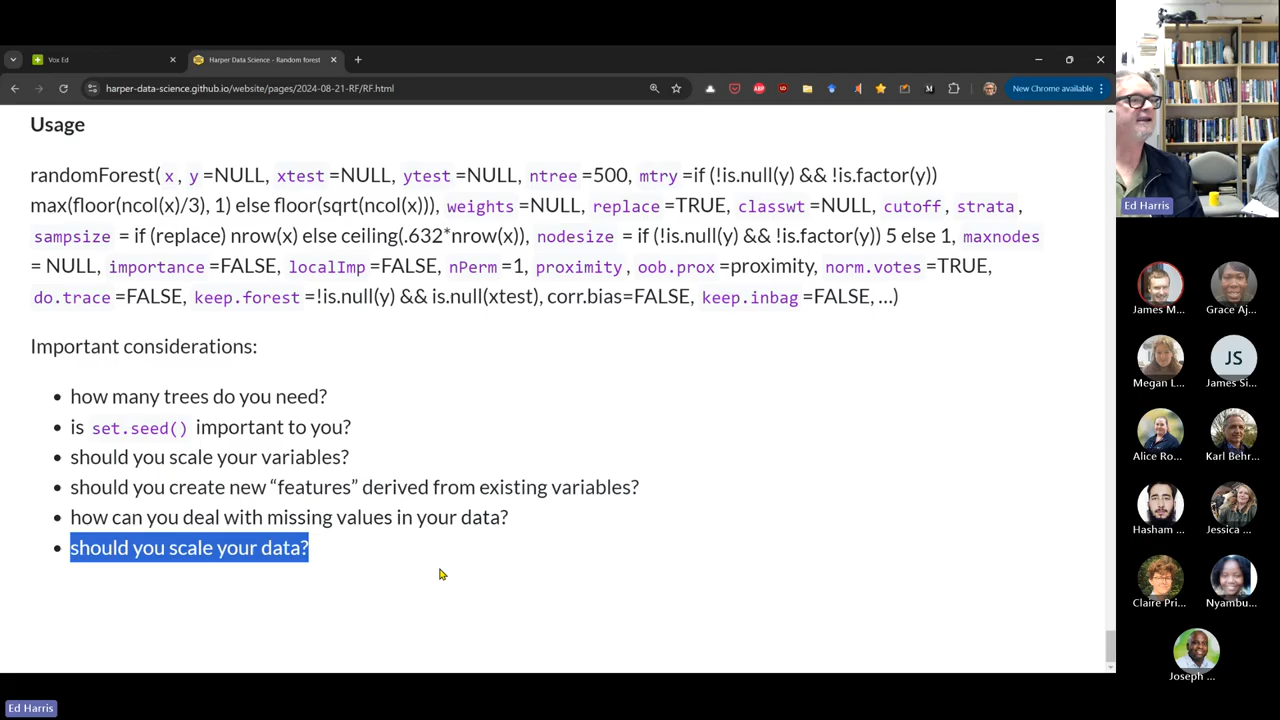 Vox Ed
Harper Data Science - Random forest
harper-data-science.github.io/website/pages/2024-08-21-RF/RF.html
New Chrome available
Usage
randomForest( x , y =NULL, xtest =NULL, ytest =NULL, ntree =500, mtry =if (!is.null(y) && !is.factor(y))
max(floor(ncol(x)/3), 1) else floor(sqrt(ncol(x))), weights =NULL, replace =TRUE, classwt =NULL, cutoff , strata ,
sampsize = if (replace) nrow(x) else ceiling(.632*nrow(x)), nodesize = if (!is.null(y) && !is.factor(y)) 5 else 1, maxnodes
= NULL, importance =FALSE, localImp =FALSE, nPerm =1, proximity , oob.prox =proximity, norm.votes =TRUE,
do.trace =FALSE, keep.forest =!is.null(y) && is.null(xtest), corr.bias=FALSE, keep.inbag =FALSE, …)
Important considerations:
• how many trees do you need?
• is set.seed() important to you?
• should you scale your variables?
• should you create new “features” derived from existing variables?
• how can you deal with missing values in your data?
• should you scale your data?
Ed Harris
James M...
Grace Aj...
Megan L...
JS
James Si...
Alice Ro...
Karl Behr...
Hasham ...
Jessica ...
Claire Pri...
Nyambu...
Joseph ...
Ed Harris